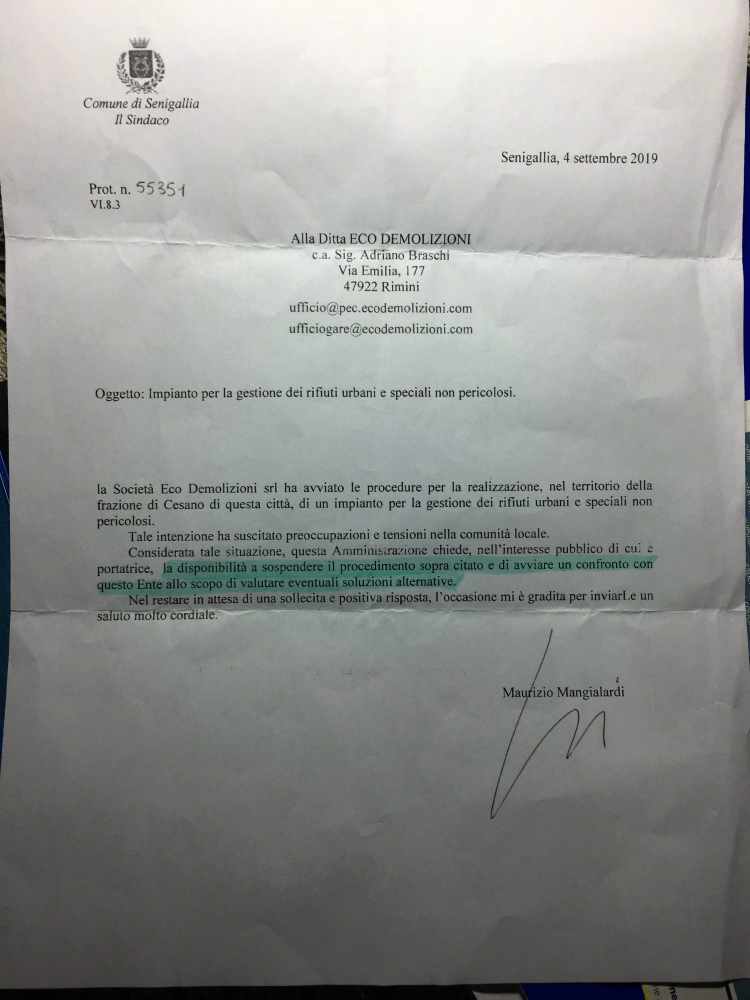 Comune di Senigallia
Il Sindaco
Senigallia, 4 settembre 2019
Prot. n. 55351
VI.8.3
Alla Ditta ECO DEMOLIZIONI
c.a. Sig. Adriano Braschi
Via Emilia, 177
47922 Rimini
ufficio@pec.ecodemolizioni.com
ufficiogare@ecodemolizioni.com
Oggetto: Impianto per la gestione dei rifiuti urbani e speciali non pericolosi.
la Società Eco Demolizioni srl ha avviato le procedure per la realizzazione, nel territorio della
frazione di Cesano di questa città, di un impianto per la gestione dei rifiuti urbani e speciali non
pericolosi.
Tale intenzione ha suscitato preoccupazioni e tensioni nella comunità locale.
Considerata tale situazione, questa Amministrazione chiede, nell'interesse pubblico di cui e
portatrice, la disponibilità a sospendere il procedimento sopra citato e di avviare un confronto con
questo Ente allo scopo di valutare eventuali soluzioni alternative.
Nel restare in attesa di una sollecita e positiva risposta, l'occasione mi è gradita per inviarLe un
saluto molto cordiale.
Maurizio Mangialardi